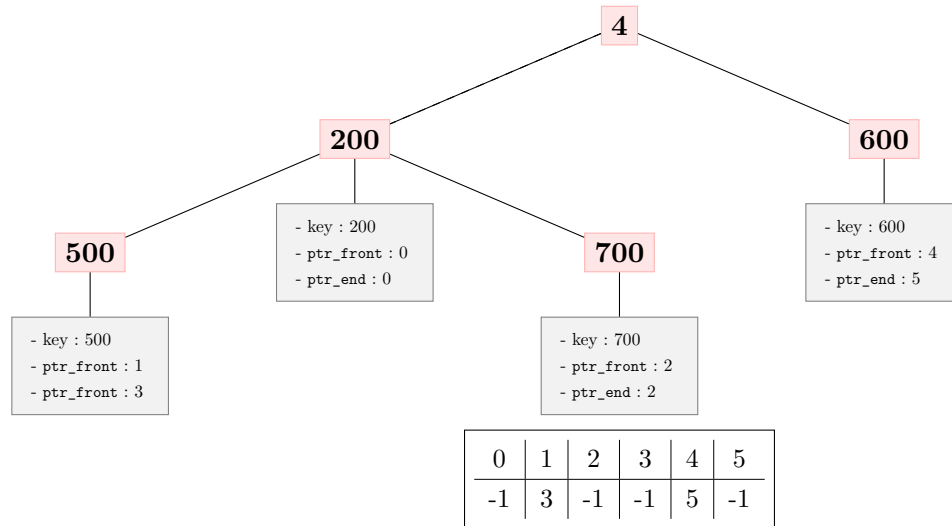 4
200
600
- key : 200
- ptr_front : 0
- ptr_end : 0
- key : 600
- ptr_front : 4
- ptr_end : 5
500
700
- key : 500
- ptr_front : 1
- ptr_front : 3
- key : 700
- ptr_front : 2
- ptr_end : 2
0 1 2 3 4 5
-1 3 -1 -1 5 -1